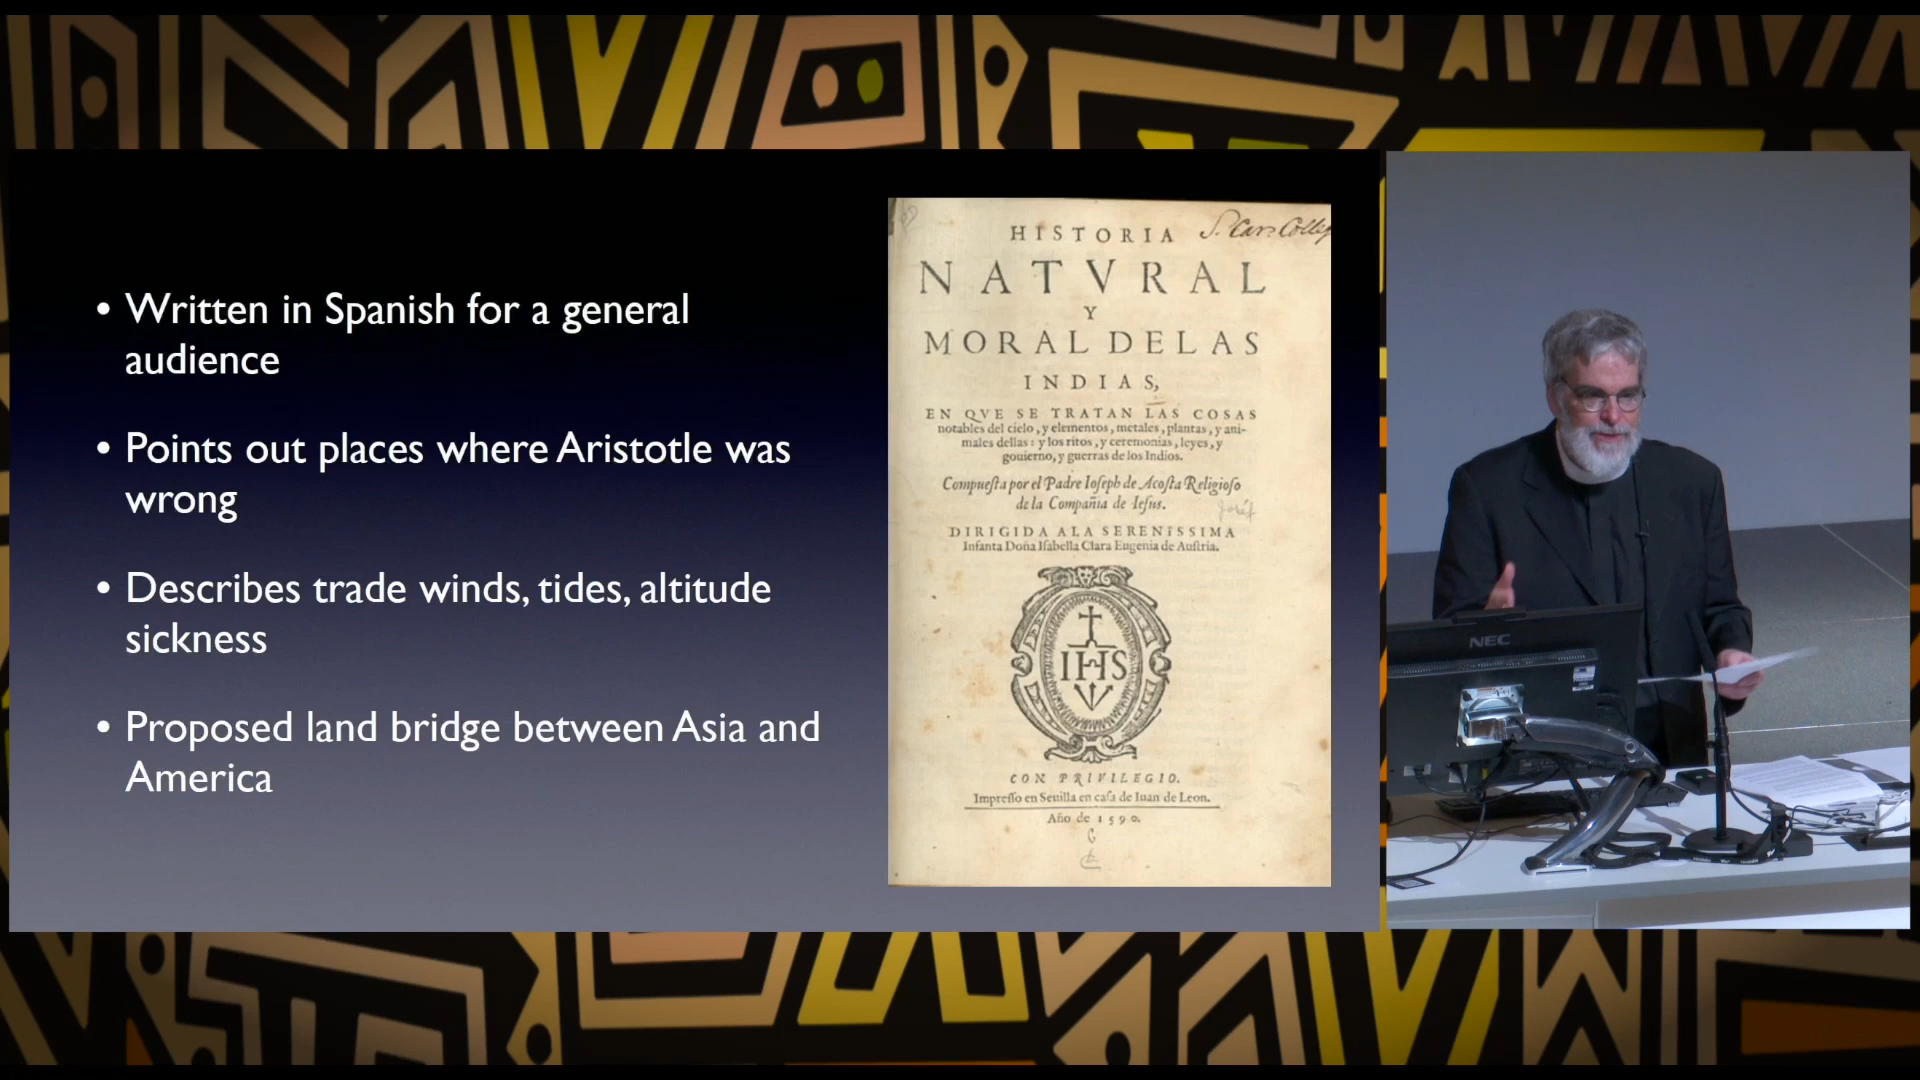 • Written in Spanish for a general
audience
• Points out places where Aristotle was
wrong
• Describes trade winds, tides, altitude
sickness
• Proposed land bridge between Asia and
America
HISTORIA
NATVRAL
Y
MORAL DELAS
INDIAS,
EN QVE SE TRATAN LAS COSAS
notables del cielo, y elementos, metales, plantas, y ani-
males dellas: y los ritos, y ceremonias, leyes, y
gouierno, y guerras de los Indios.
Compuesta por el Padre Ioseph de Acosta Religioso
de la Compañia de Iesus.
DIRIGIDA ALA SERENISSIMA
Infanta Doña Isabella Clara Eugenia de Austria.
IHS
CON PRIVILEGIO.
Impresso en Seuilla en casa de Iuan de Leon.
Año de 1590.
NEC